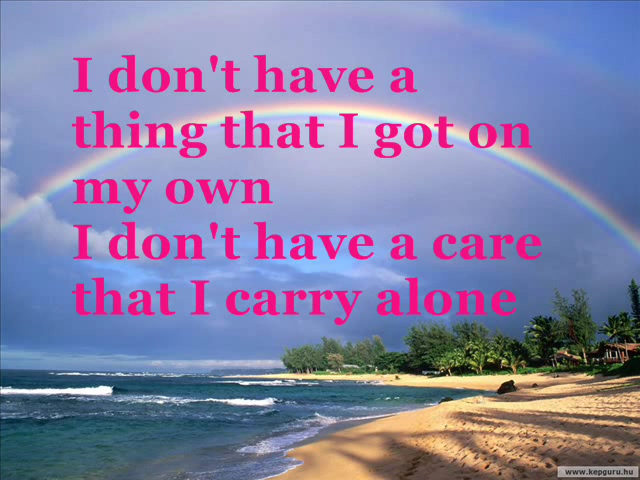 I don't have a
thing that I got on
my own
I don't have a care
that I carry alone
www.kepguru.hu